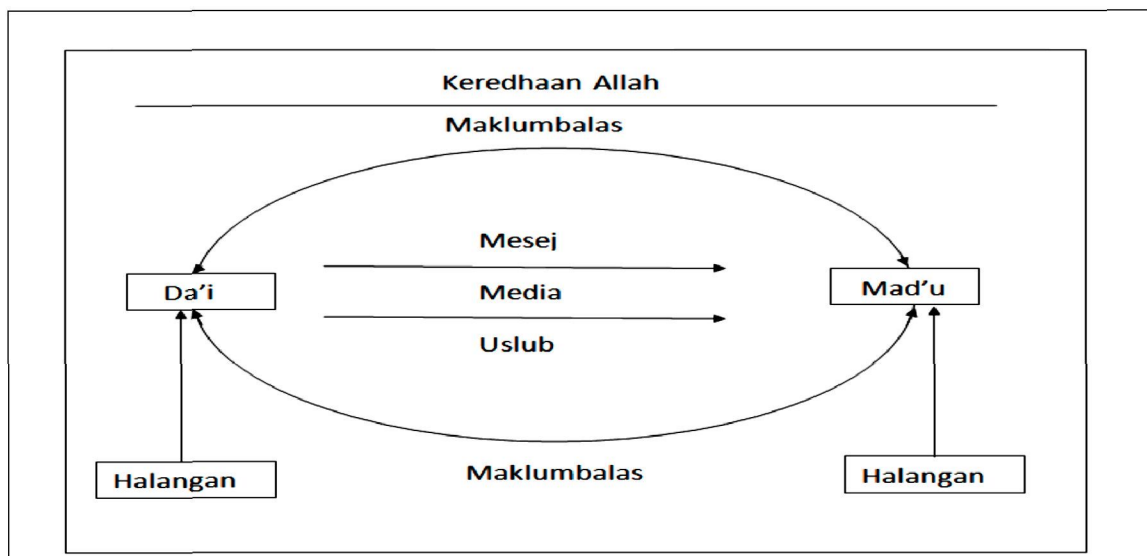 Keredhaan Allah
Maklumbalas
Mesej
Da'i
Media
Mad'u
Uslub
Halangan
Maklumbalas
Halangan